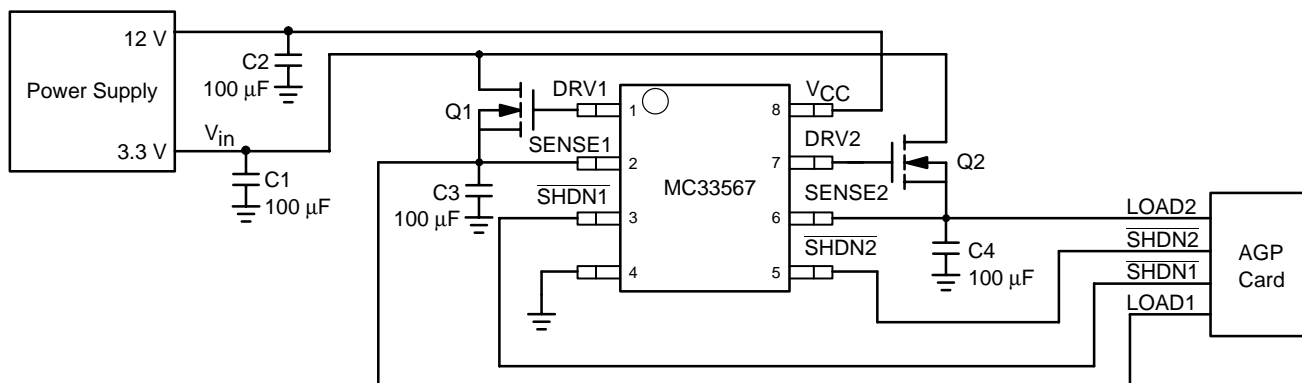 12 V
Power Supply
3.3 V
Vin
C2
100 µF
C1
100 µF
Q1
DRV1
SENSE1
C3
100 µF
SHDN1
1
2
3
4
MC33567
8
7
6
5
VCC
DRV2
Q2
SENSE2
SHDN2
C4
100 µF
LOAD2
SHDN2
SHDN1
LOAD1
AGP
Card